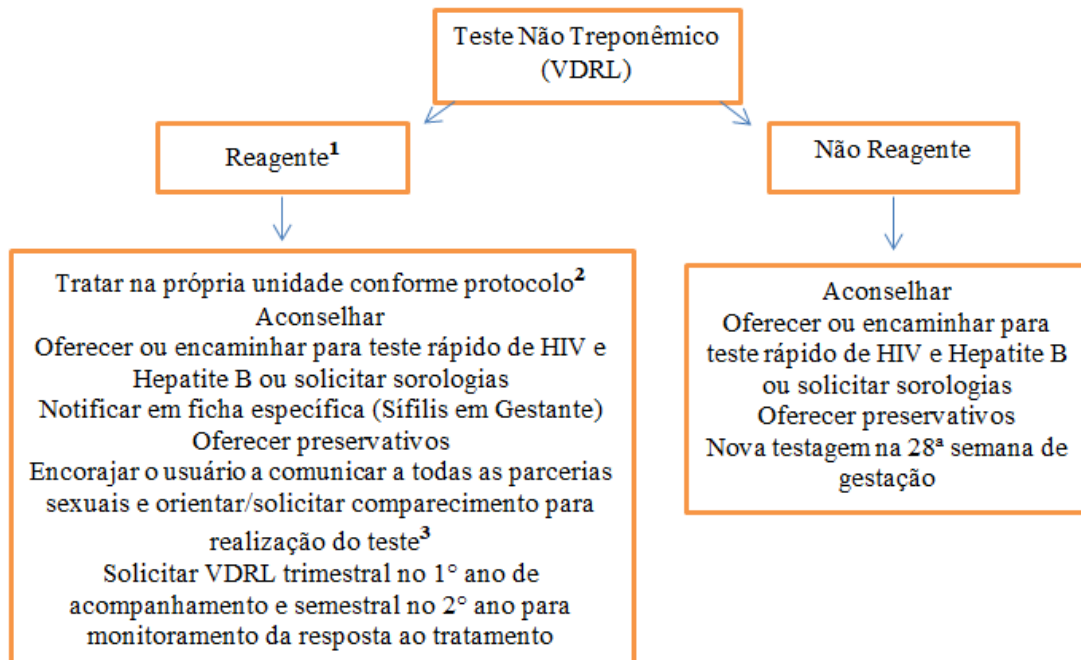 Teste Não Treponêmico
(VDRL)
Reagente¹
Não Reagente
Tratar na própria unidade conforme protocolo²
Aconselhar
Oferecer ou encaminhar para teste rápido de HIV e
Hepatite B ou solicitar sorologias
Notificar em ficha específica (Sífilis em Gestante)
Oferecer preservativos
Encorajar o usuário a comunicar a todas as parcerias
sexuais e orientar/solicitar comparecimento para
realização do teste³
Solicitar VDRL trimestral no 1° ano de
acompanhamento e semestral no 2° ano para
monitoramento da resposta ao tratamento
Aconselhar
Oferecer ou encaminhar para
teste rápido de HIV e Hepatite B
ou solicitar sorologias
Oferecer preservativos
Nova testagem na 28ª semana de
gestação